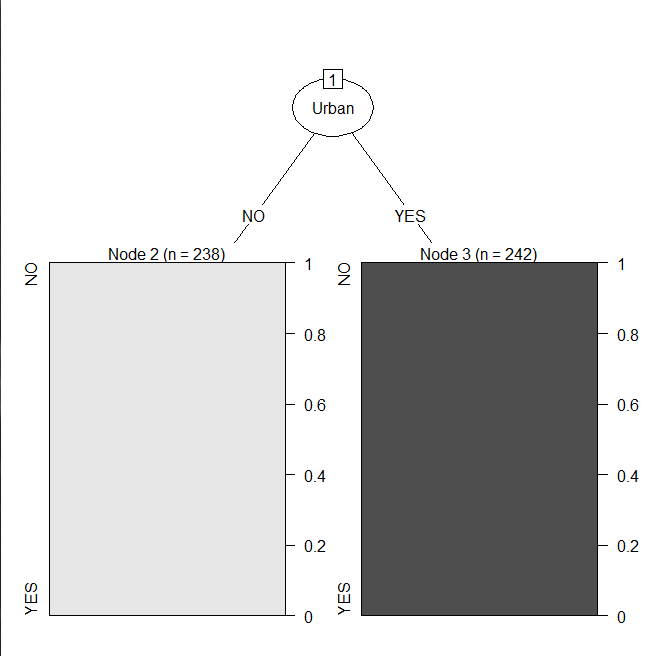 1
Urban
NO
YES
Node 2 (n = 238)
NO
YES
1
0.8
0.6
0.4
0.2
0
Node 3 (n = 242)
NO
YES
1
0.8
0.6
0.4
0.2
0